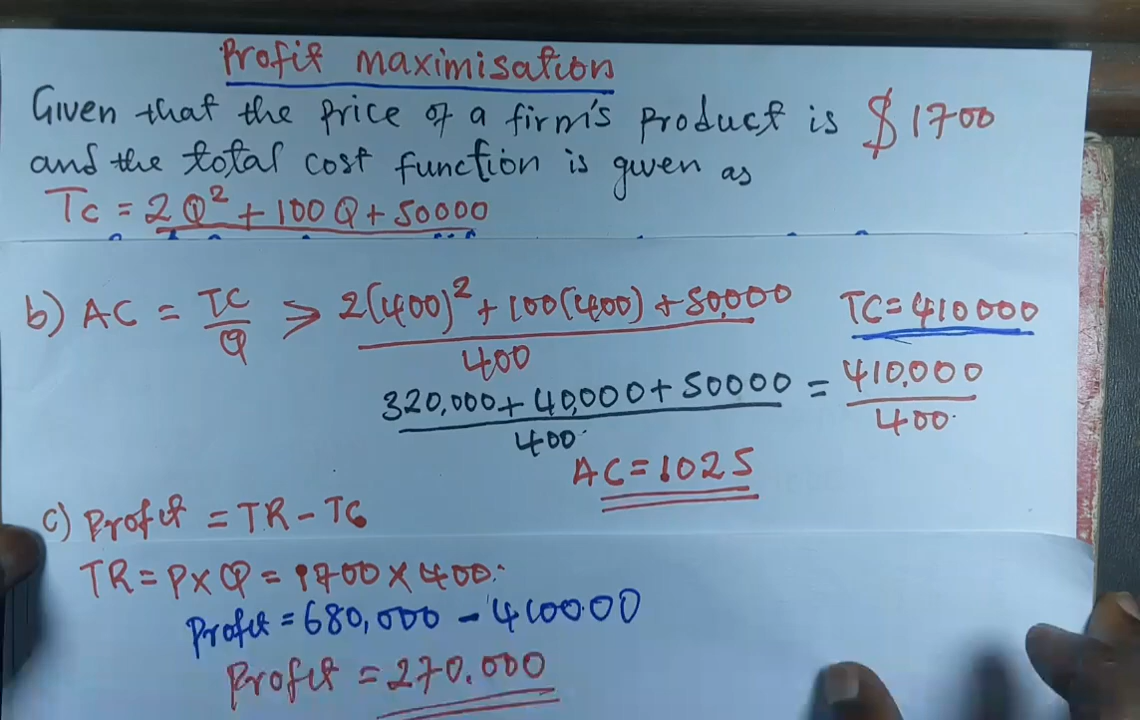 Profit maximisation
Given that the price of a firm's product is $1700
and the total cost function is given as
Tc = 2Q² + 100Q + 50000
b) AC = TC/Q => 2(400)² + 100(400) + 50,000 / 400 TC = 410000
320,000 + 40,000 + 50000 / 400 = 410,000 / 400
AC = 1025
c) Profit = TR - TC
TR = P x Q = 1700 x 400
Profit = 680,000 - 410000
Profit = 270.000